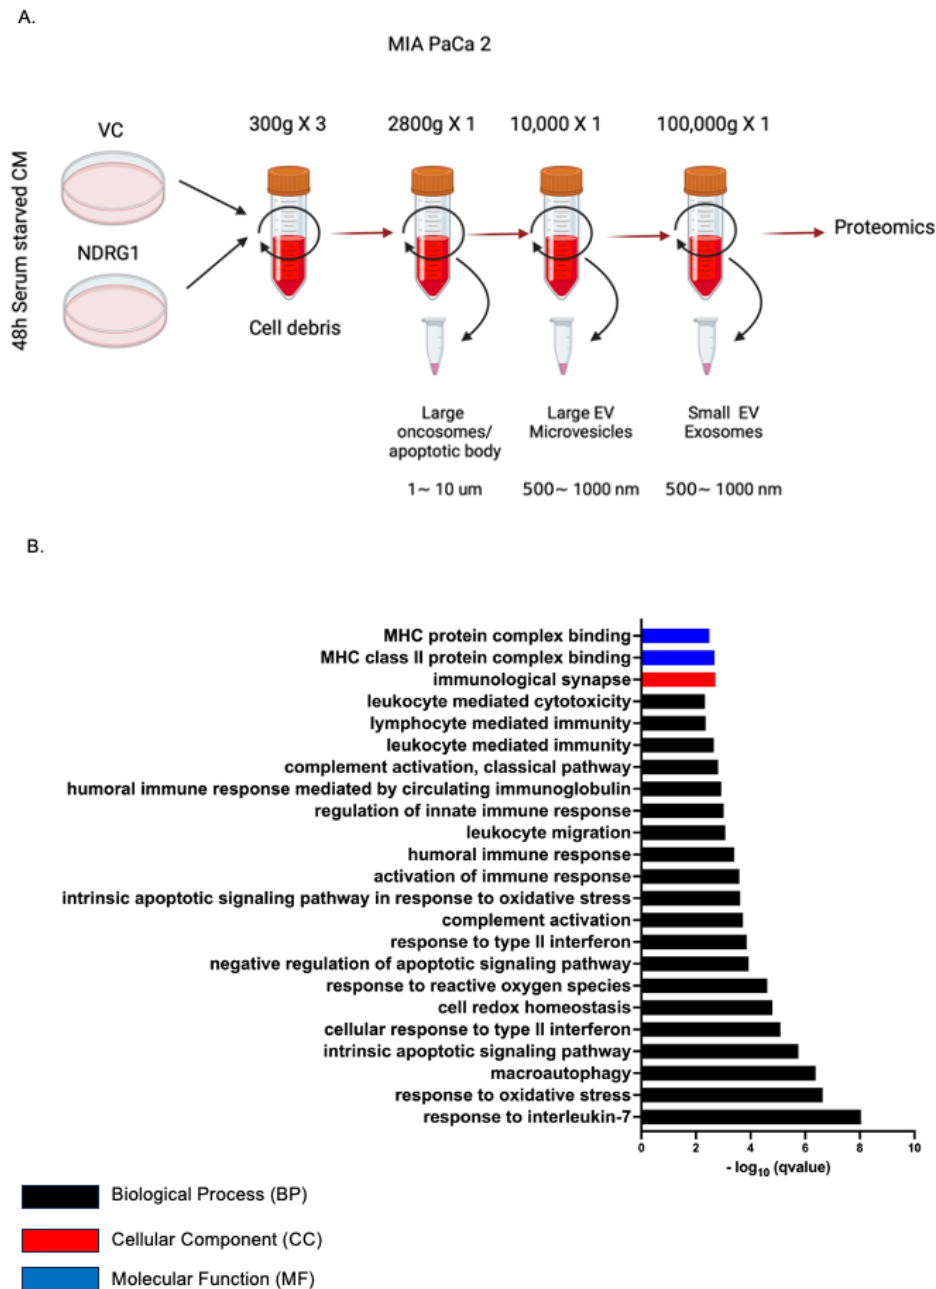 A.
MIA PaCa 2
48h Serum starved CM
VC
NDRG1
300g X 3
2800g X 1
10,000 X 1
100,000g X 1
Proteomics
Cell debris
Large
oncosomes/
apoptotic body
1~ 10 um
Large EV
Microvesicles
500~ 1000 nm
Small EV
Exosomes
500~ 1000 nm
B.
MHC protein complex binding
MHC class II protein complex binding
immunological synapse
leukocyte mediated cytotoxicity
lymphocyte mediated immunity
leukocyte mediated immunity
complement activation, classical pathway
humoral immune response mediated by circulating immunoglobulin
regulation of innate immune response
leukocyte migration
humoral immune response
activation of immune response
intrinsic apoptotic signaling pathway in response to oxidative stress
complement activation
response to type II interferon
negative regulation of apoptotic signaling pathway
response to reactive oxygen species
cell redox homeostasis
cellular response to type II interferon
intrinsic apoptotic signaling pathway
macroautophagy
response to oxidative stress
response to interleukin-7
0 2 4 6 8 10
- log10 (qvalue)
Biological Process (BP)
Cellular Component (CC)
Molecular Function (MF)